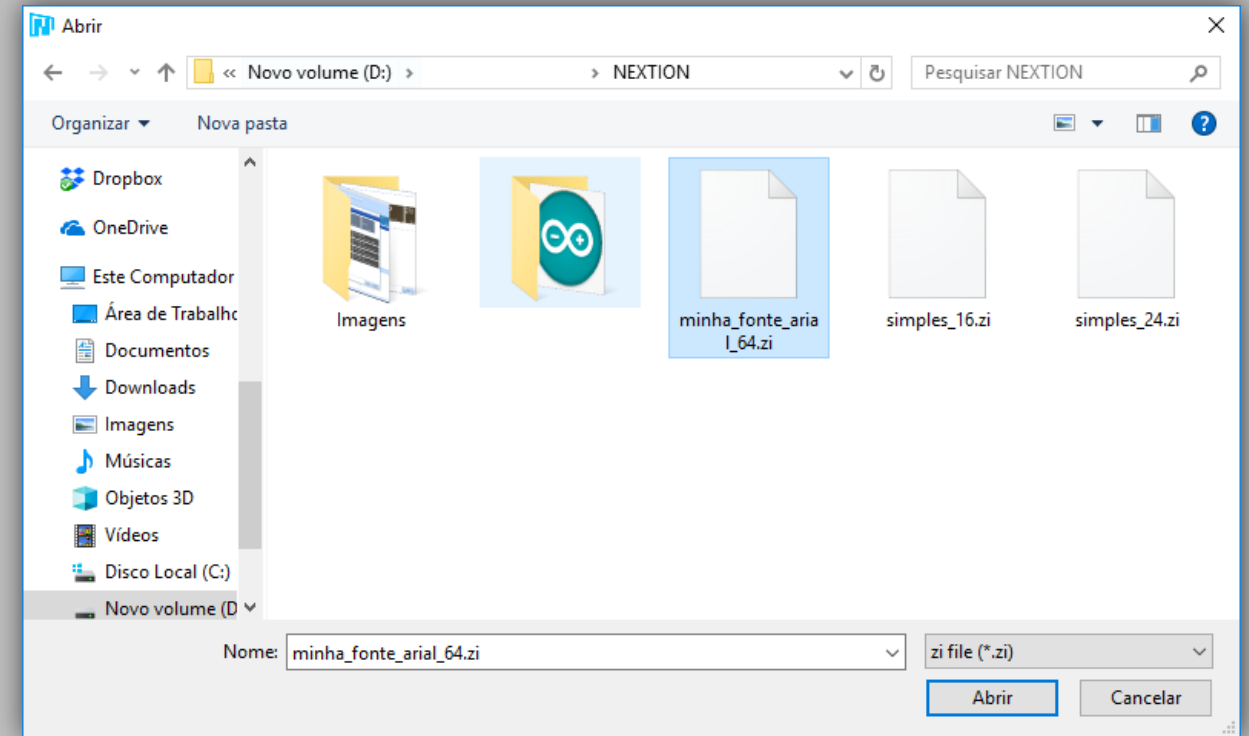 Abrir
« Novo volume (D:) › › NEXTION
Pesquisar NEXTION
Organizar
Nova pasta
?
Dropbox
OneDrive
Este Computador
Área de Trabalho
Documentos
Downloads
Imagens
Músicas
Objetos 3D
Vídeos
Disco Local (C:)
Novo volume (D
Imagens
minha_fonte_aria
l_64.zi
simples_16.zi
simples_24.zi
Nome: minha_fonte_arial_64.zi
zi file (*.zi)
Abrir
Cancelar